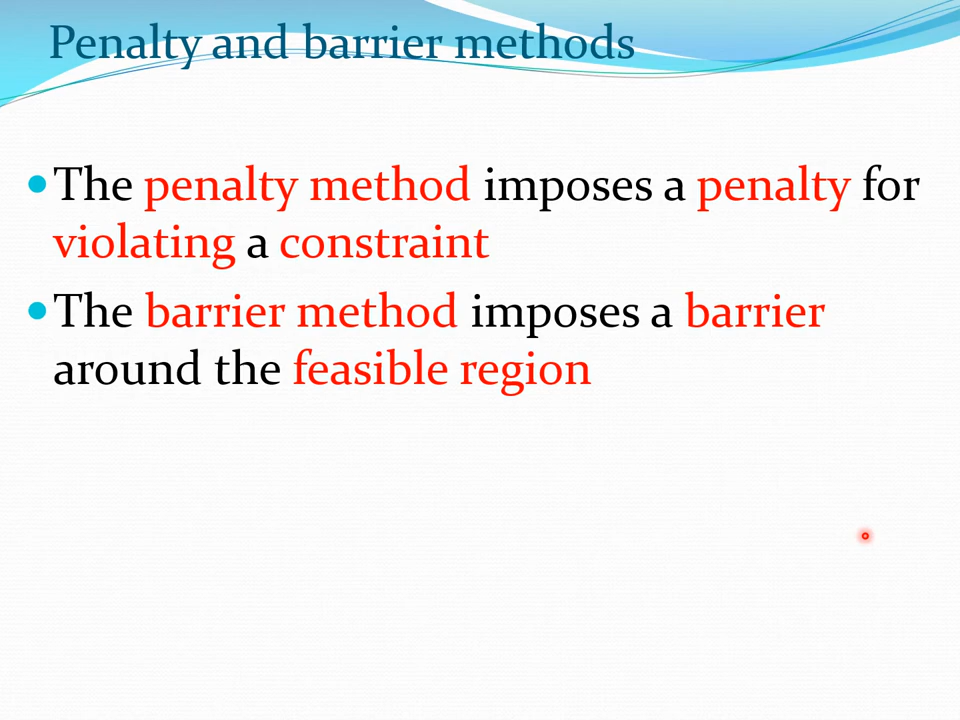 Penalty and barrier methods
•The penalty method imposes a penalty for
violating a constraint
•The barrier method imposes a barrier
around the feasible region